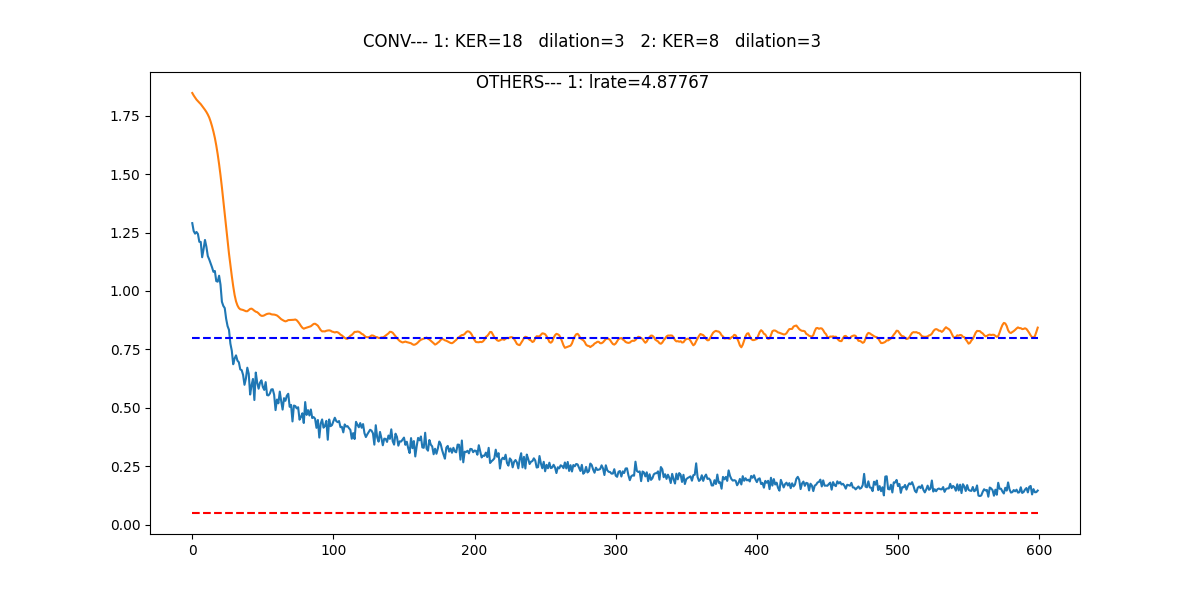 CONV--- 1: KER=18   dilation=3   2: KER=8   dilation=3
OTHERS--- 1: lrate=4.87767
1.75
1.50
1.25
1.00
0.75
0.50
0.25
0.00
0 100 200 300 400 500 600